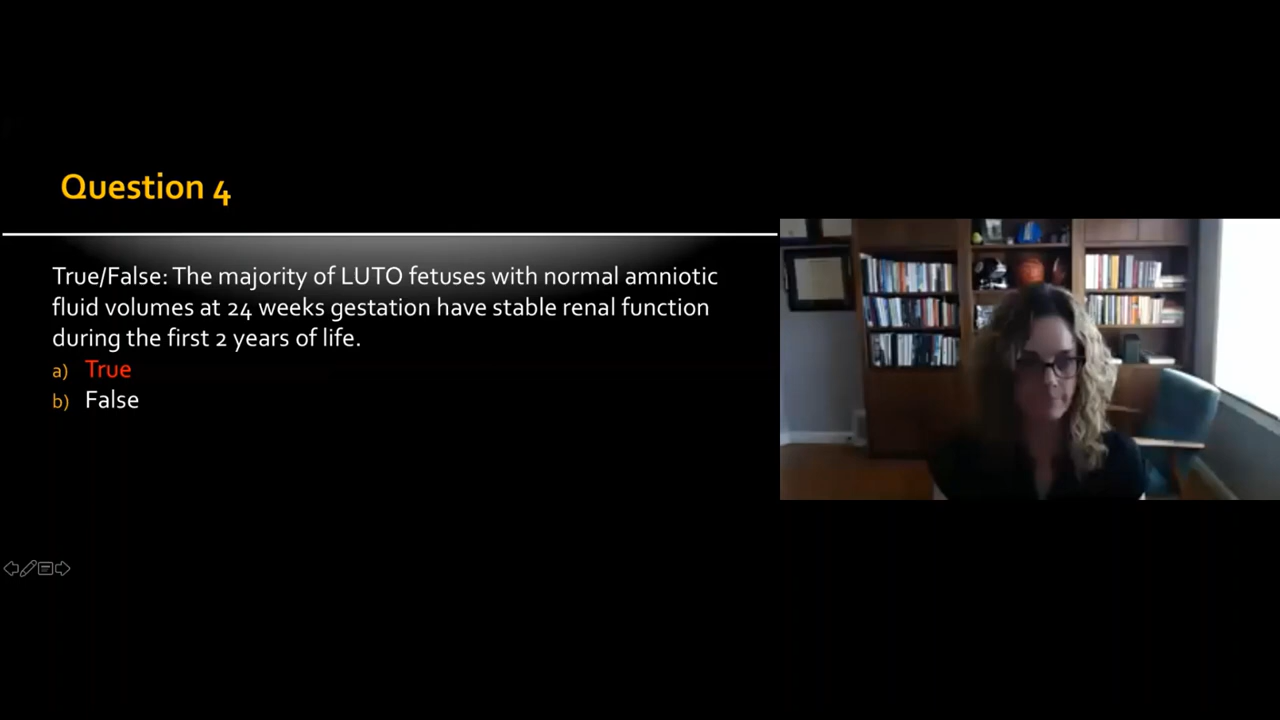 Question 4
True/False: The majority of LUTO fetuses with normal amniotic
fluid volumes at 24 weeks gestation have stable renal function
during the first 2 years of life.
a) True
b) False